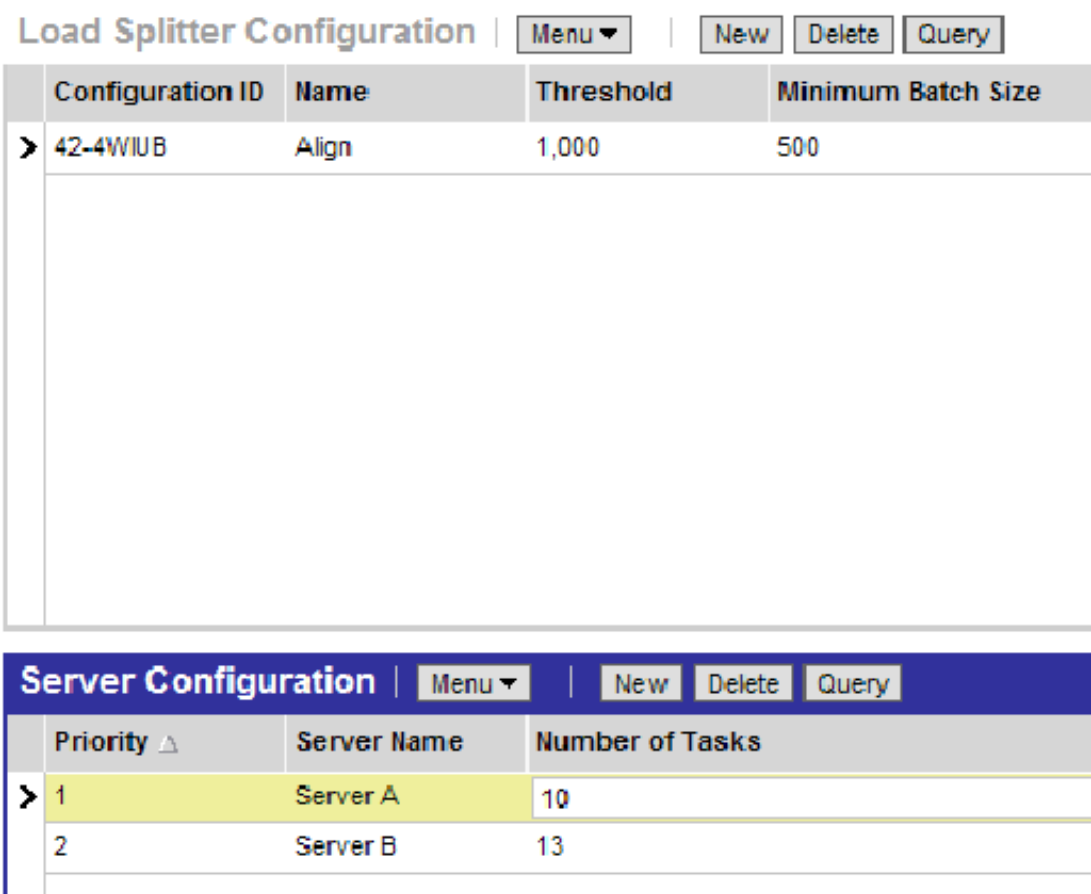 Load Splitter Configuration Menu New Delete Query
Configuration ID Name Threshold Minimum Batch Size
42-4WIUB Align 1,000 500
Server Configuration Menu New Delete Query
Priority Server Name Number of Tasks
1 Server A 10
2 Server B 13